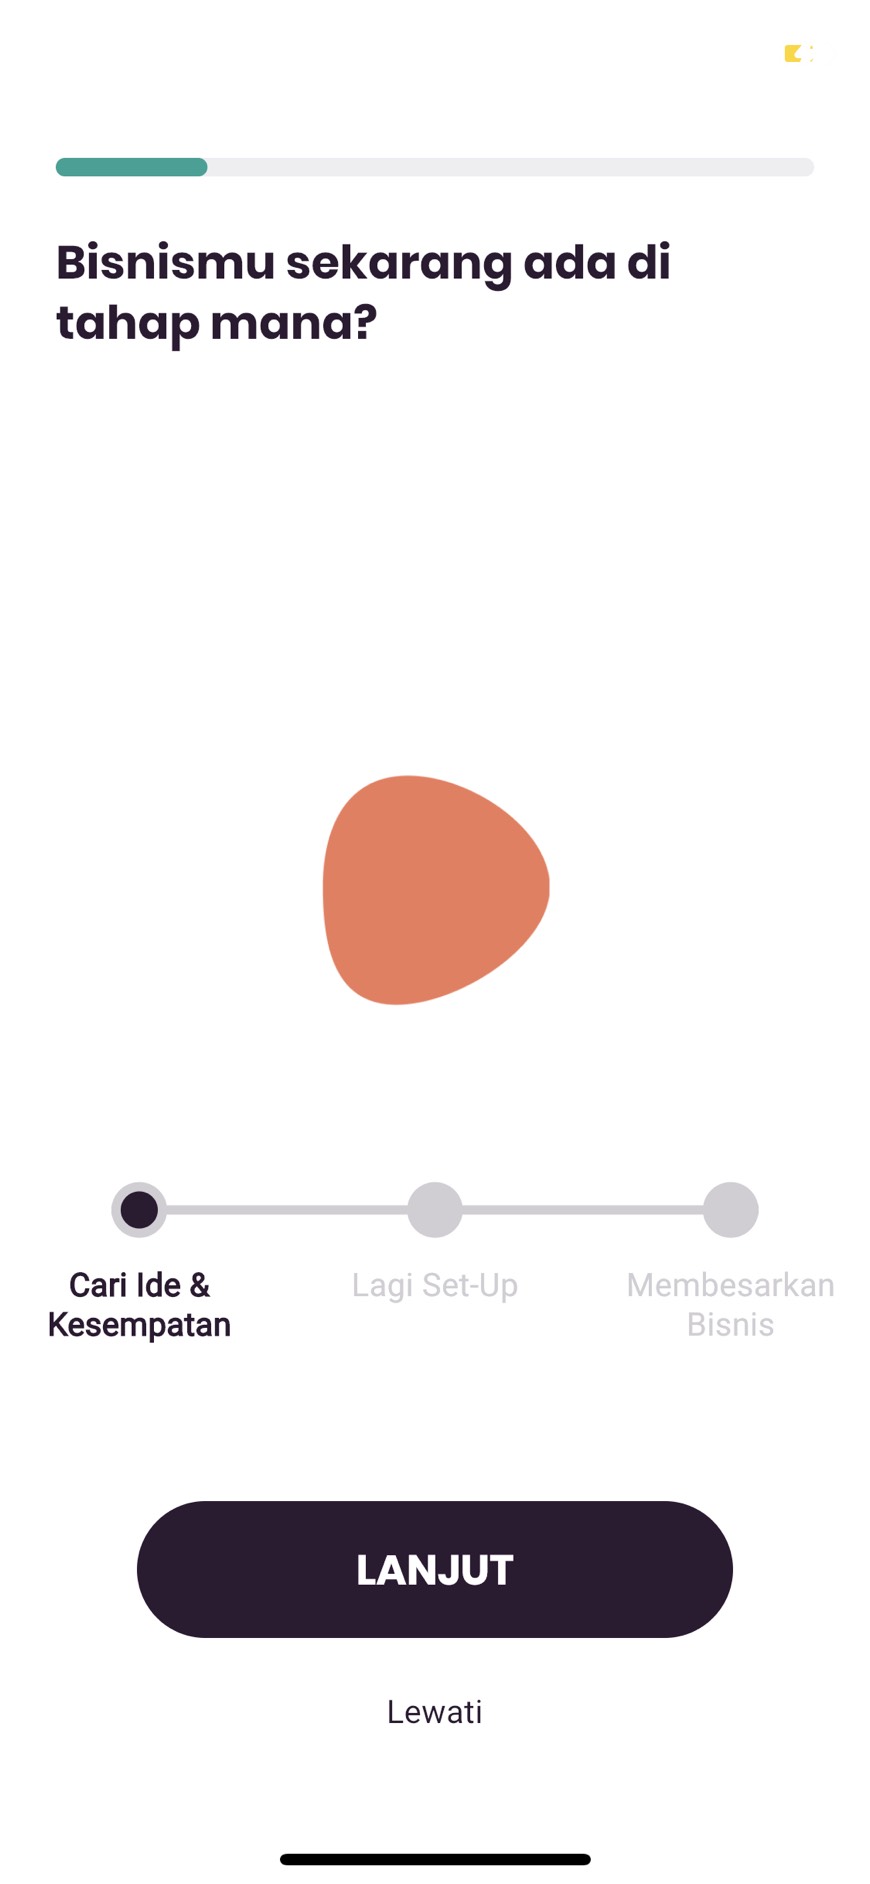 Bisnismu sekarang ada di
tahap mana?
Cari Ide &
Kesempatan
Lagi Set-Up
Membesarkan
Bisnis
LANJUT
Lewati